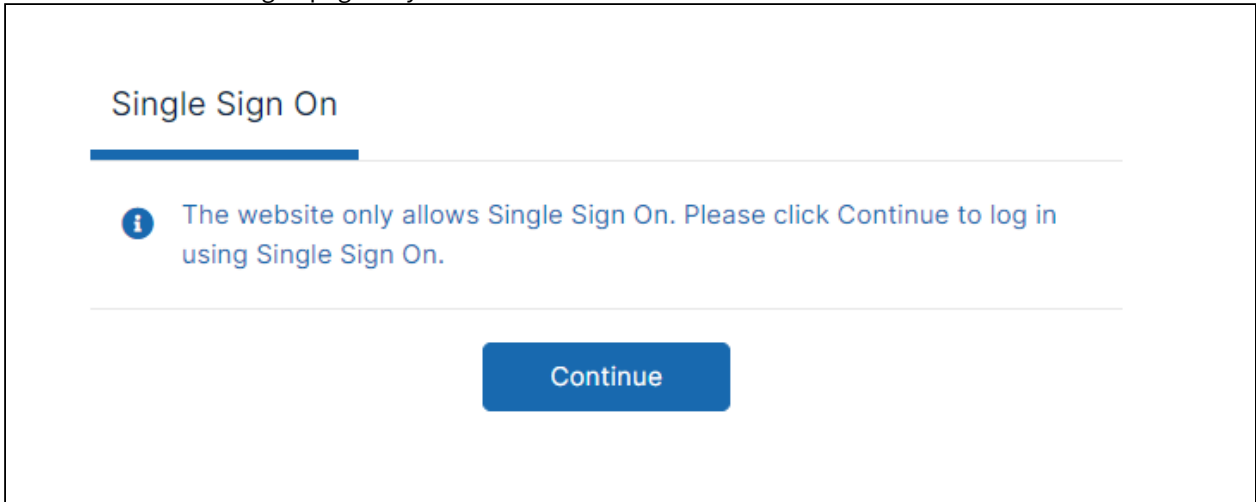 Single Sign On
The website only allows Single Sign On. Please click Continue to log in
using Single Sign On.
Continue